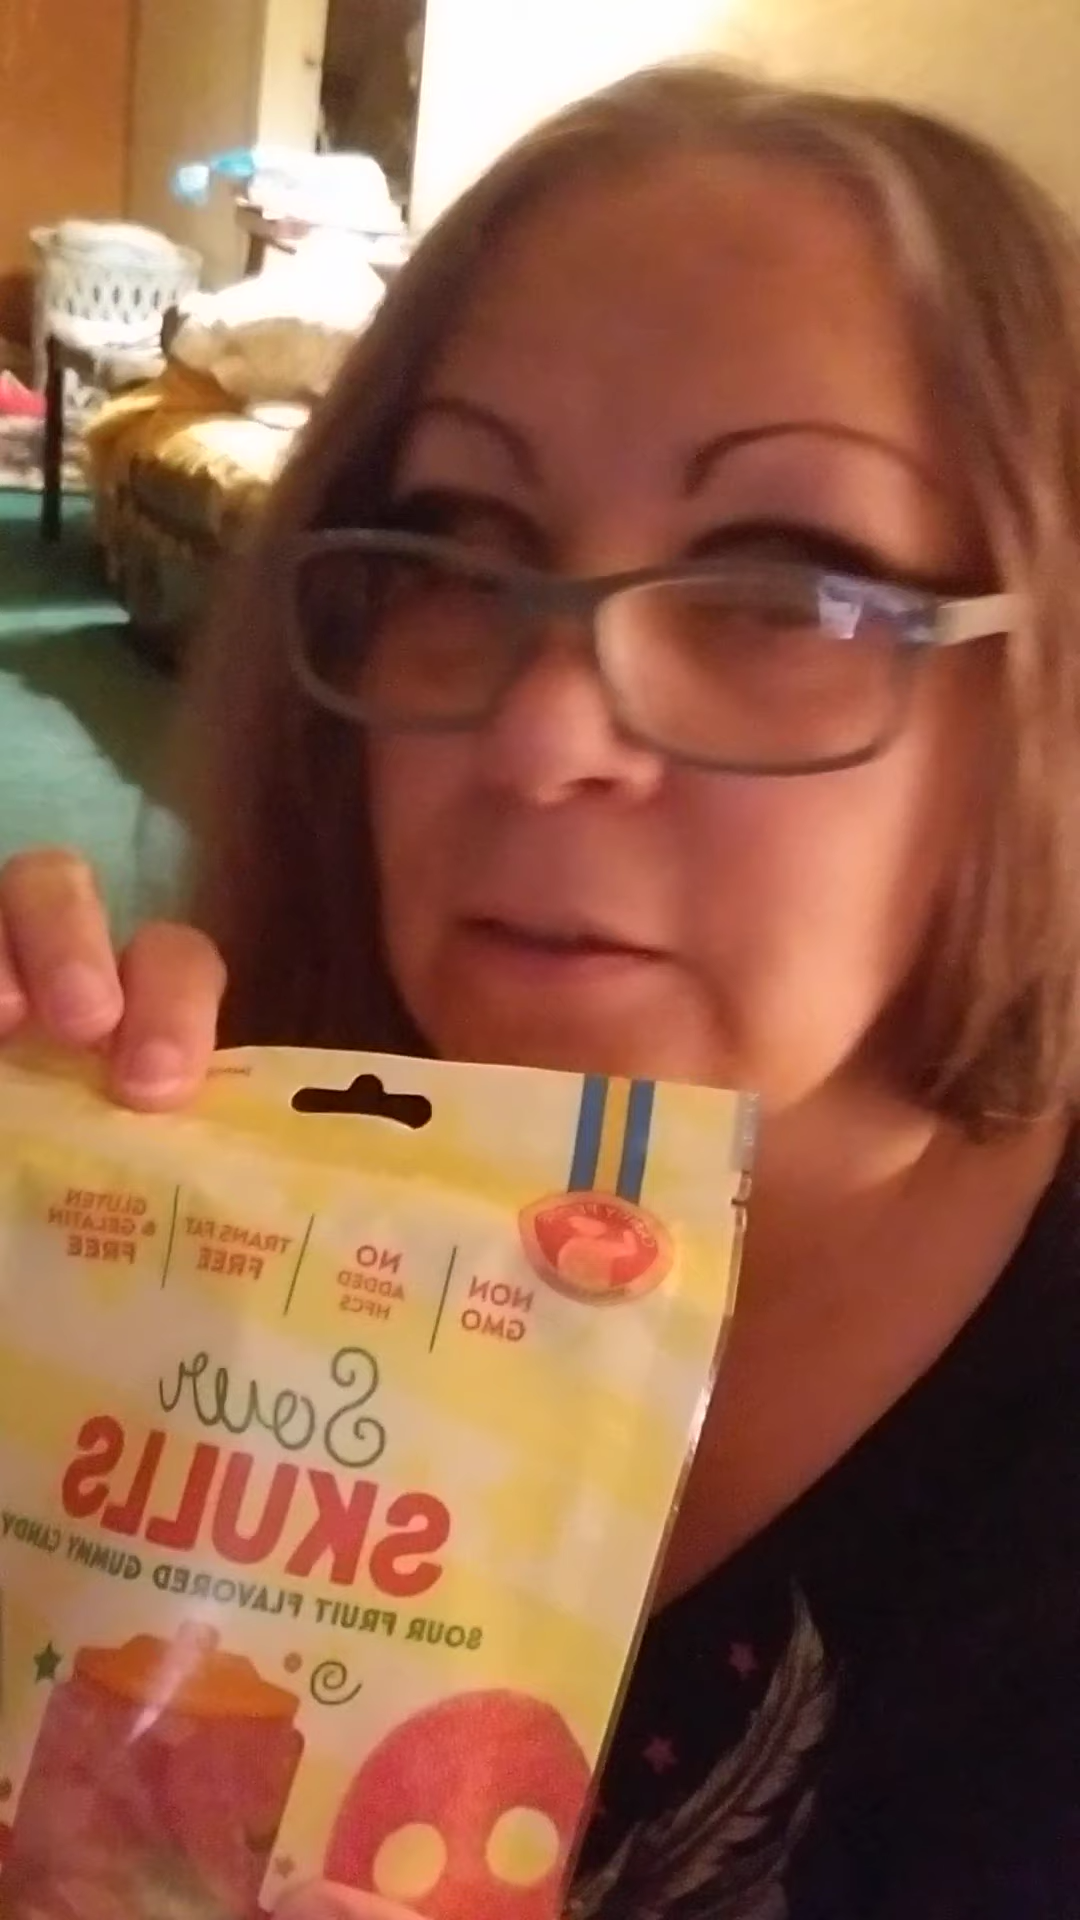 NON
GMO
NO
ADDED
HFCS
TRANS FAT
FREE
GLUTEN
& GELATIN
FREE
Sour
SKULLS
SOUR FRUIT FLAVORED GUMMY CANDY